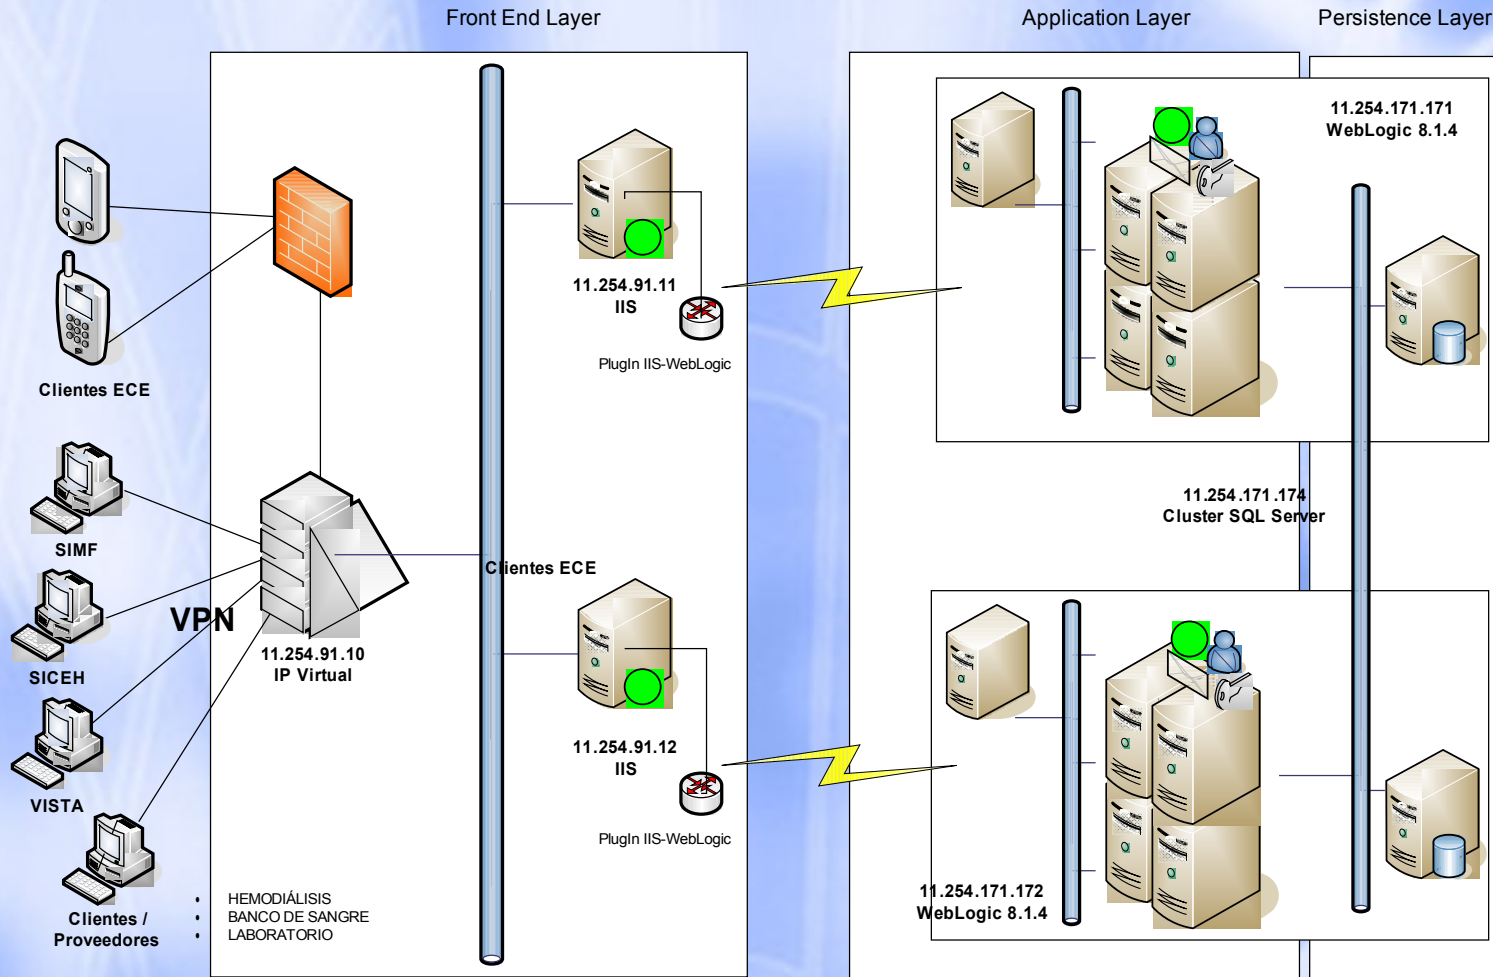 Front End Layer
Application Layer
Persistence Layer
11.254.171.171
WebLogic 8.1.4
11.254.91.11
IIS
PlugIn IIS-WebLogic
Clientes ECE
11.254.171.174
Cluster SQL Server
SIMF
Clientes ECE
VPN
11.254.91.10
IP Virtual
SICEH
11.254.91.12
IIS
VISTA
PlugIn IIS-WebLogic
11.254.171.172
WebLogic 8.1.4
Clientes /
Proveedores
• HEMODIÁLISIS
• BANCO DE SANGRE
• LABORATORIO